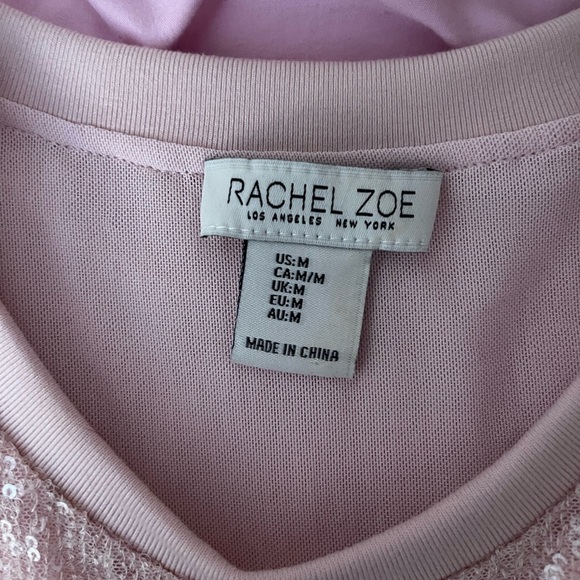 RACHEL ZOE
LOS ANGELES NEW YORK
US:M
CA:M/M
UK:M
EU:M
AU:M
MADE IN CHINA